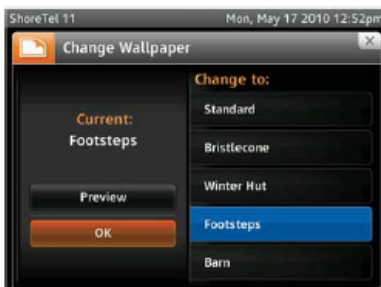 ShoreTel 11 Mon, May 17 2010 12:52pm
Change Wallpaper
Current:
Footsteps
Preview
OK
Change to:
Standard
Bristlecone
Winter Hut
Footsteps
Barn